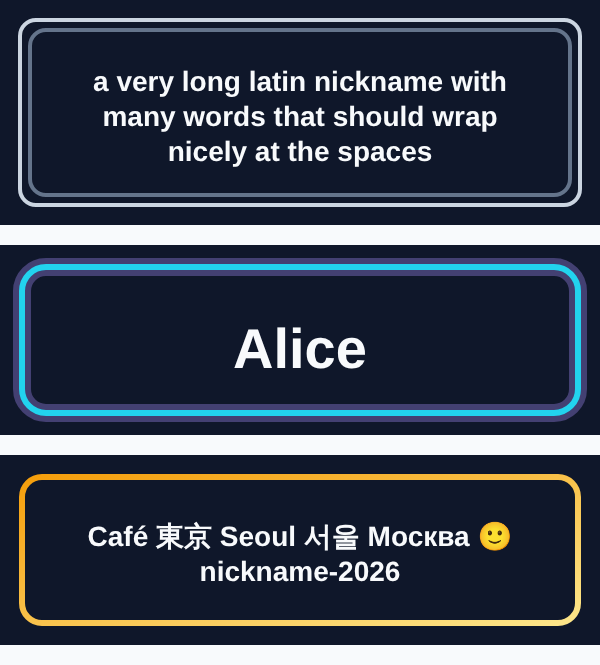 a very long latin nickname with
many words that should wrap
nicely at the spaces
Alice
Café 東京 Seoul 서울 Москва 🙂
nickname-2026